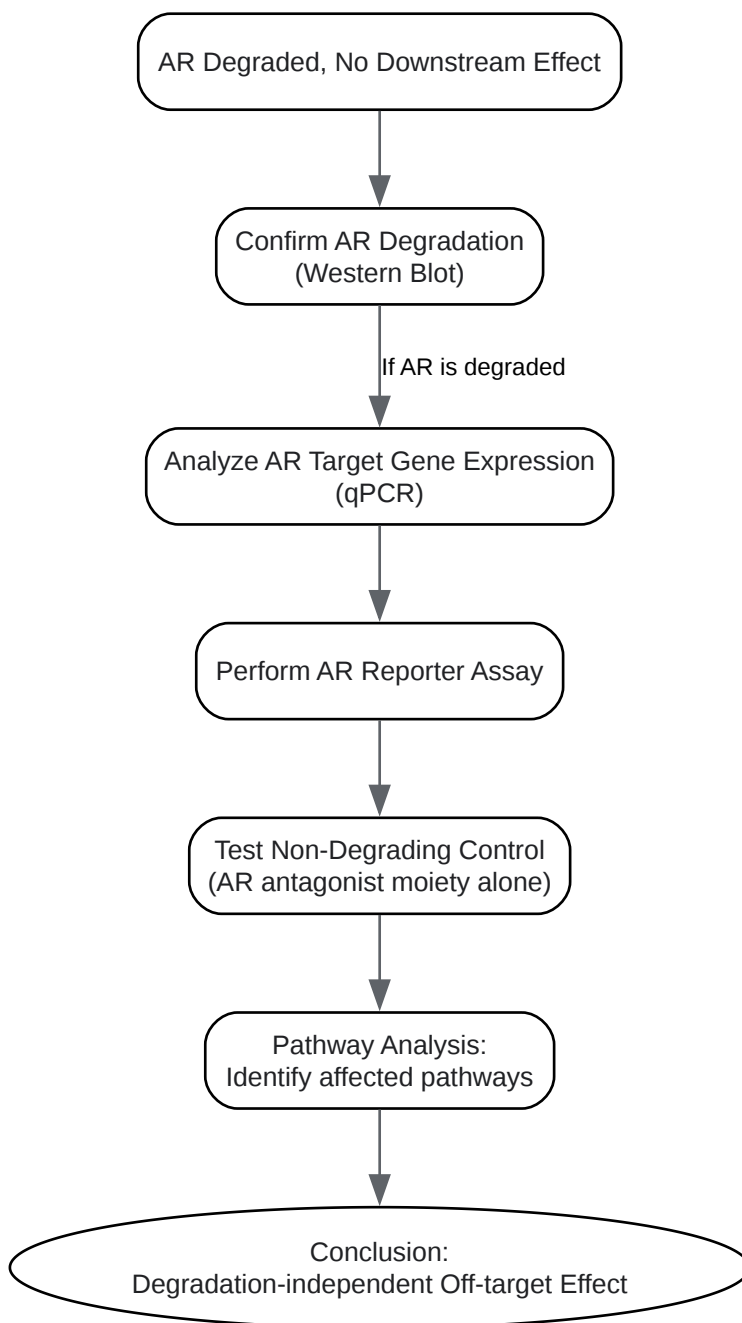 AR Degraded, No Downstream Effect
Confirm AR Degradation
(Western Blot)
If AR is degraded
Analyze AR Target Gene Expression
(qPCR)
Perform AR Reporter Assay
Test Non-Degrading Control
(AR antagonist moiety alone)
Pathway Analysis:
Identify affected pathways
Conclusion:
Degradation-independent Off-target Effect